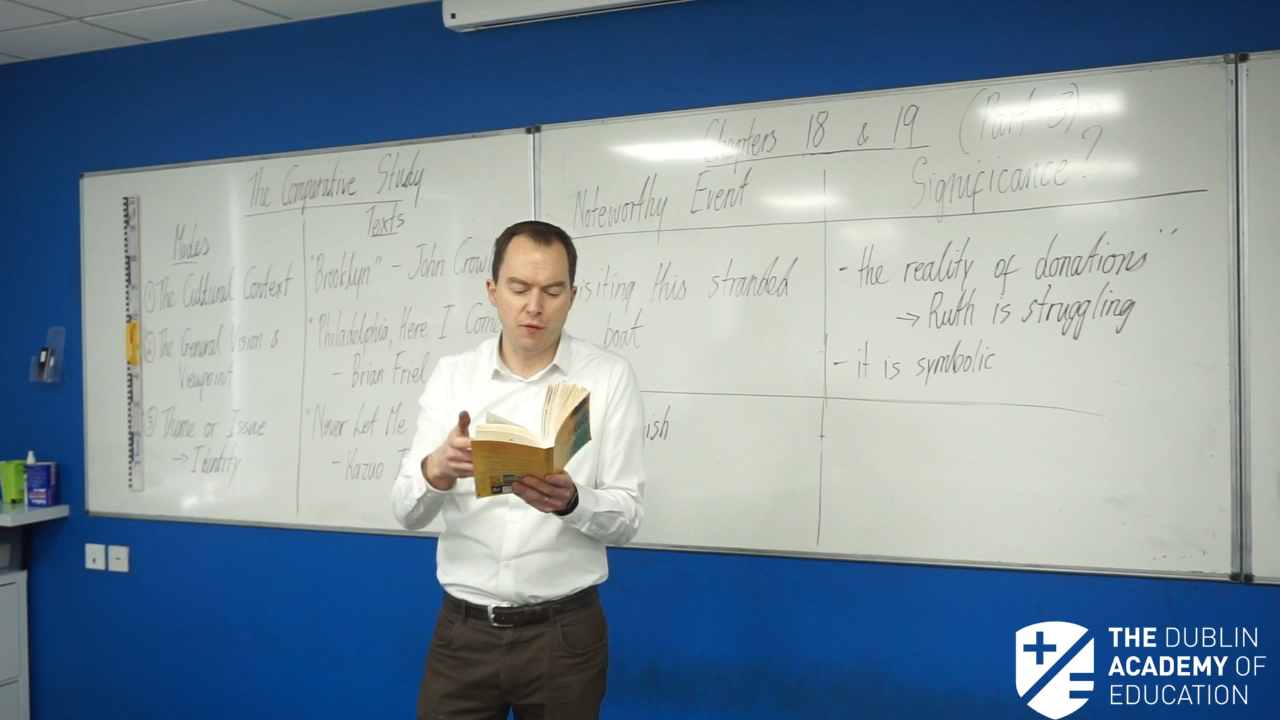 The Comparative Study
Modes
Texts
① The Cultural Context
② The General Vision &
Viewpoint
③ Theme or Issue
→ Identity
"Brooklyn" - John Crowl
"Philadelphia, Here I Come
- Brian Friel
"Never Let Me
- Kazuo I
Chapters 18 & 19 (Part 3)
Noteworthy Event
Significance?
isiting this stranded
boat
ish
- the reality of donations"
→ Ruth is struggling
- it is symbolic
THE DUBLIN
ACADEMY OF
EDUCATION